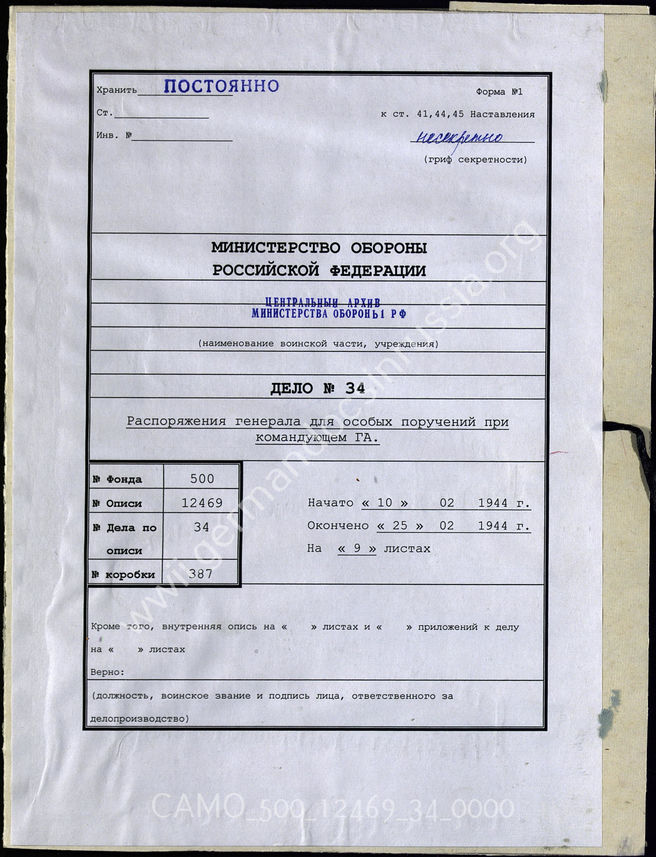 Хранить ПОСТОЯННО
Форма №1
Ст.
к ст. 41,44,45 Наставления
Инв. №
несекретно
(гриф секретности)
МИНИСТЕРСТВО ОБОРОНЫ
РОССИЙСКОЙ ФЕДЕРАЦИИ
ЦЕНТРАЛЬНЫЙ АРХИВ
МИНИСТЕРСТВА ОБОРОНЫ РФ
(наименование воинской части, учреждения)
ДЕЛО № 34
Распоряжения генерала для особых поручений при
командующем ГА.
№ Фонда 500
№ Описи 12469
№ Дела по описи 34
№ коробки 387
Начато « 10 » 02 1944 г.
Окончено « 25 » 02 1944 г.
На « 9 » листах
Кроме того, внутренняя опись на « » листах и « » приложений к делу
на « » листах
Верно:
(должность, воинское звание и подпись лица, ответственного за
делопроизводство)
www.germandocsinrussia.org
CAMO_500_12469_34_0000